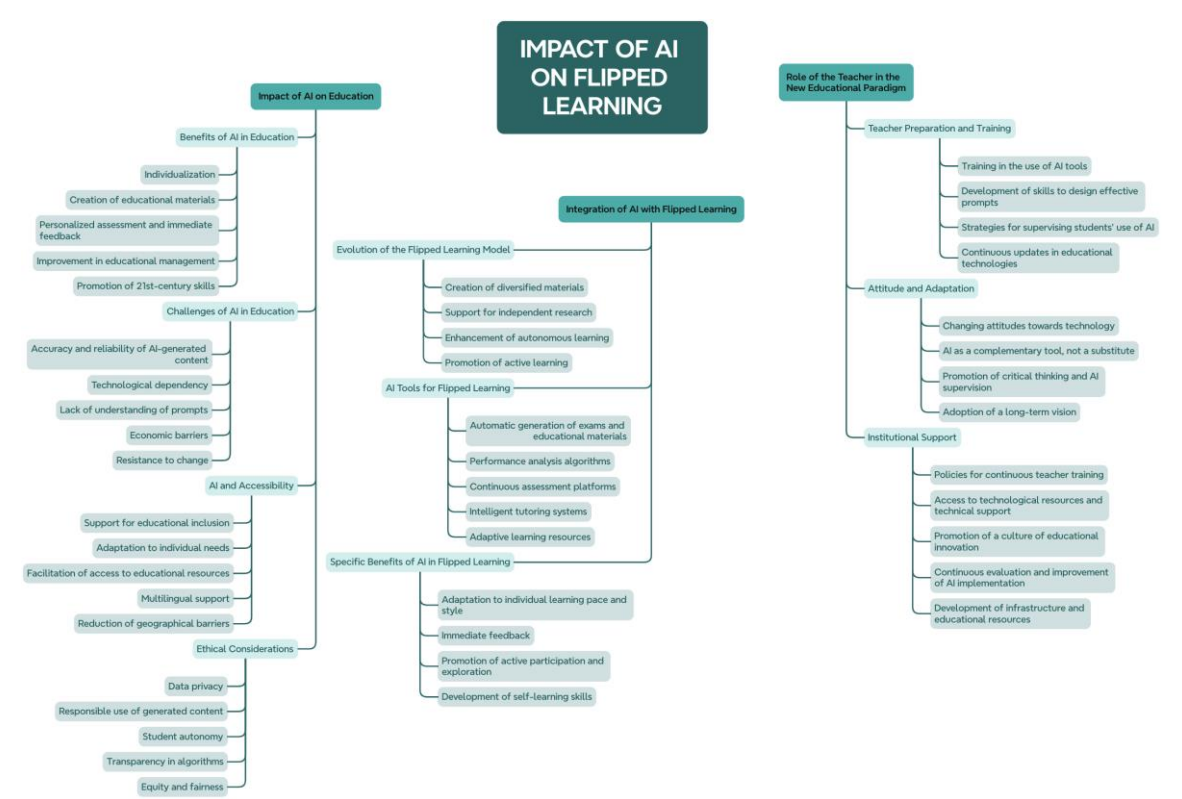 IMPACT OF AI
ON FLIPPED
LEARNING
Impact of AI on Education
Benefits of AI in Education
Individualization
Creation of educational materials
Personalized assessment and immediate
feedback
Improvement in educational management
Promotion of 21st-century skills
Challenges of AI in Education
Accuracy and reliability of AI-generated
content
Technological dependency
Lack of understanding of prompts
Economic barriers
Resistance to change
AI and Accessibility
Support for educational inclusion
Adaptation to individual needs
Facilitation of access to educational resources
Multilingual support
Reduction of geographical barriers
Ethical Considerations
Data privacy
Responsible use of generated content
Student autonomy
Transparency in algorithms
Equity and fairness
Integration of AI with Flipped Learning
Evolution of the Flipped Learning Model
Creation of diversified materials
Support for independent research
Enhancement of autonomous learning
Promotion of active learning
AI Tools for Flipped Learning
Automatic generation of exams and
educational materials
Performance analysis algorithms
Continuous assessment platforms
Intelligent tutoring systems
Adaptive learning resources
Specific Benefits of AI in Flipped Learning
Adaptation to individual learning pace and
style
Immediate feedback
Promotion of active participation and
exploration
Development of self-learning skills
Role of the Teacher in the
New Educational Paradigm
Teacher Preparation and Training
Training in the use of AI tools
Development of skills to design effective
prompts
Strategies for supervising students' use of AI
Continuous updates in educational
technologies
Attitude and Adaptation
Changing attitudes towards technology
AI as a complementary tool, not a substitute
Promotion of critical thinking and AI
supervision
Adoption of a long-term vision
Institutional Support
Policies for continuous teacher training
Access to technological resources and
technical support
Promotion of a culture of educational
innovation
Continuous evaluation and improvement
of AI implementation
Development of infrastructure and
educational resources